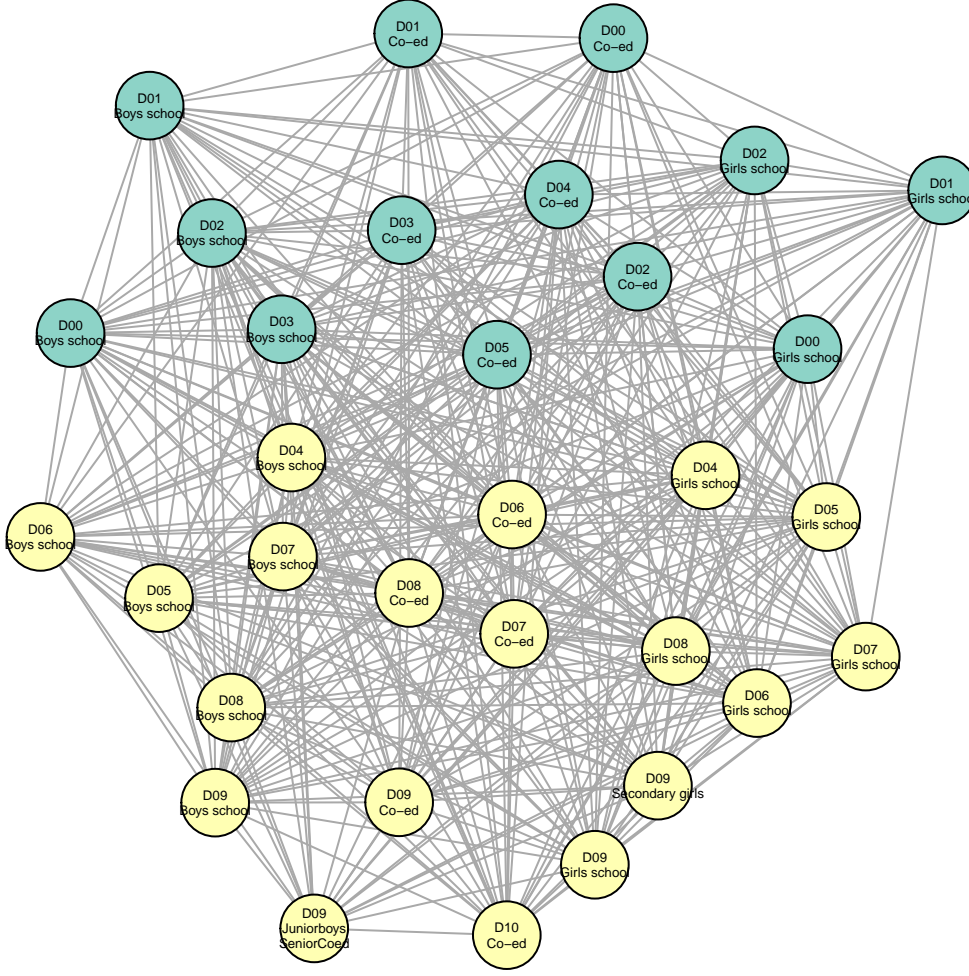 D01
Co-ed
D00
Co-ed
D01
Boys school
D02
Girls school
D01
Girls school
D04
Co-ed
D02
Boys school
D03
Co-ed
D02
Co-ed
D00
Boys school
D03
Boys school
D05
Co-ed
D00
Girls school
D04
Boys school
D04
Girls school
D06
Co-ed
D05
Girls school
D06
Boys school
D07
Boys school
D05
Boys school
D08
Co-ed
D07
Co-ed
D08
Girls school
D07
Girls school
D08
Boys school
D06
Girls school
D09
Secondary girls
D09
Boys school
D09
Co-ed
D09
Girls school
D09
Juniorboys
SeniorCoed
D10
Co-ed